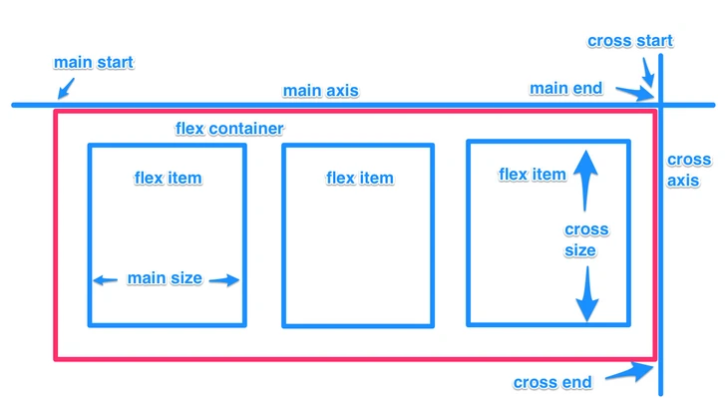 cross start
main start
main axis
main end
flex container
cross
axis
flex item
flex item
flex item
cross
size
main size
cross end